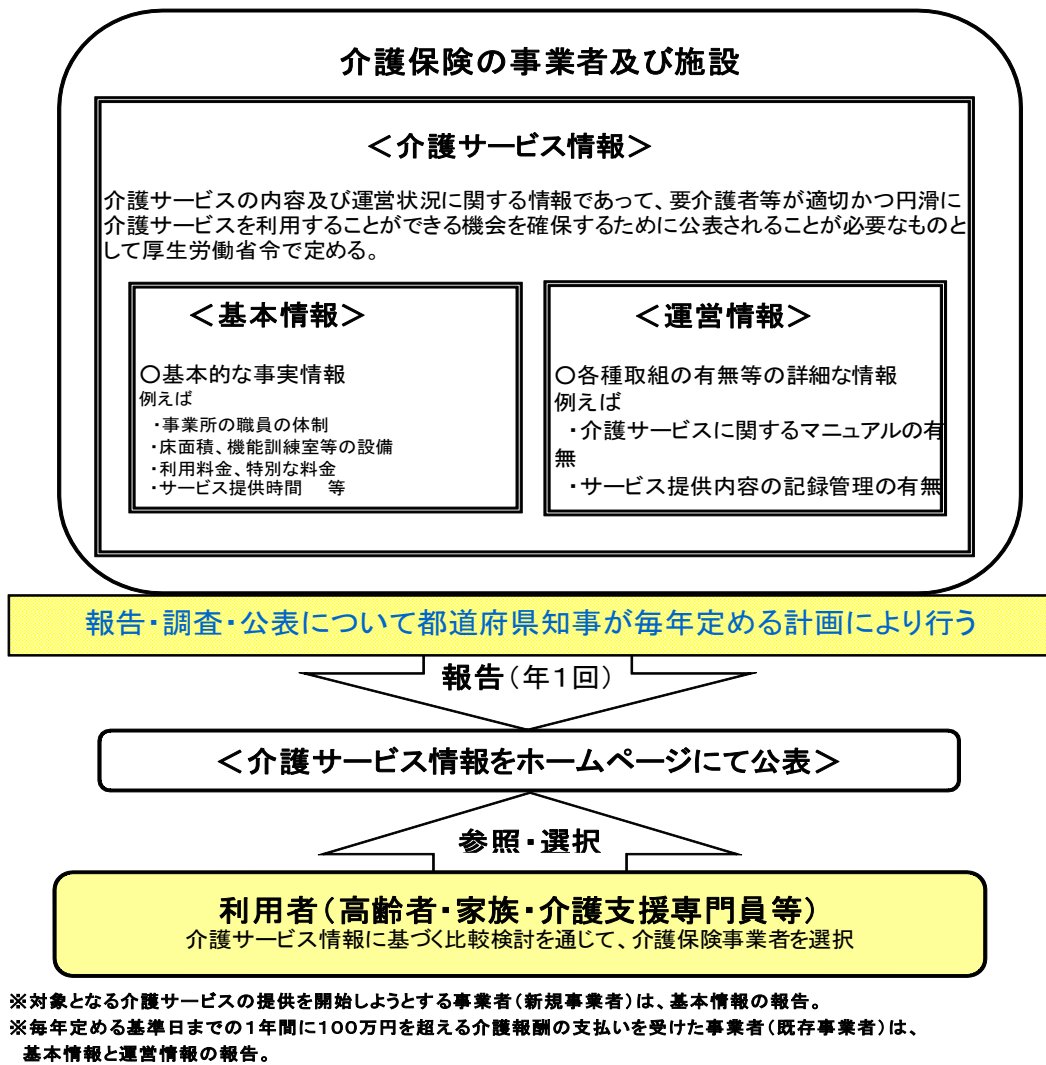 介護保険の事業者及び施設
＜介護サービス情報＞
介護サービスの内容及び運営状況に関する情報であって、要介護者等が適切かつ円滑に
介護サービスを利用することができる機会を確保するために公表されることが必要なものと
して厚生労働省令で定める。
＜基本情報＞
○基本的な事実情報
例えば
・事業所の職員の体制
・床面積、機能訓練室等の設備
・利用料金、特別な料金
・サービス提供時間　等
＜運営情報＞
○各種取組の有無等の詳細な情報
例えば
・介護サービスに関するマニュアルの有
無
・サービス提供内容の記録管理の有無
報告・調査・公表について都道府県知事が毎年定める計画により行う
報告（年１回）
＜介護サービス情報をホームページにて公表＞
参照・選択
利用者（高齢者・家族・介護支援専門員等）
介護サービス情報に基づく比較検討を通じて、介護保険事業者を選択
※対象となる介護サービスの提供を開始しようとする事業者（新規事業者）は、基本情報の報告。
※毎年定める基準日までの１年間に１００万円を超える介護報酬の支払いを受けた事業者（既存事業者）は、
基本情報と運営情報の報告。